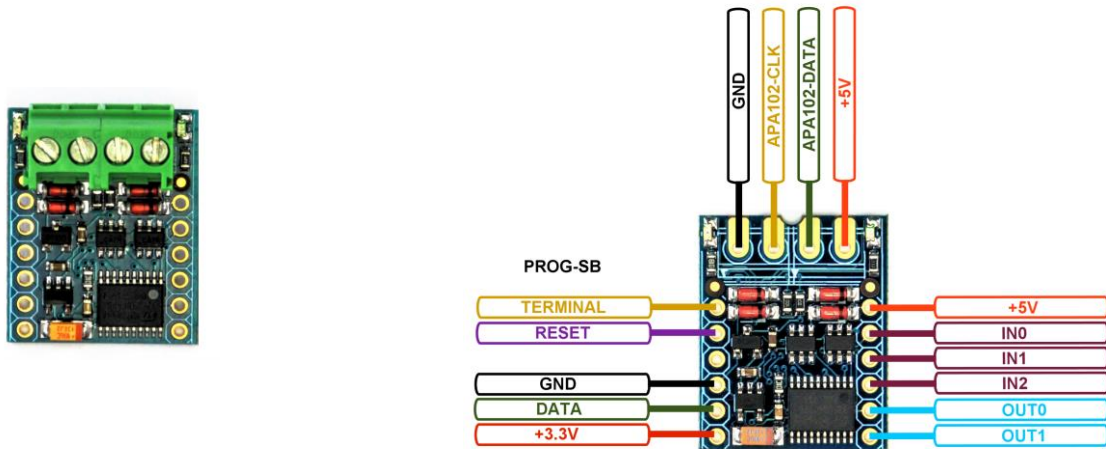 GND
APA102-CLK
APA102-DATA
+5V
PROG-SB
TERMINAL
RESET
GND
DATA
+3.3V
+5V
IN0
IN1
IN2
OUT0
OUT1